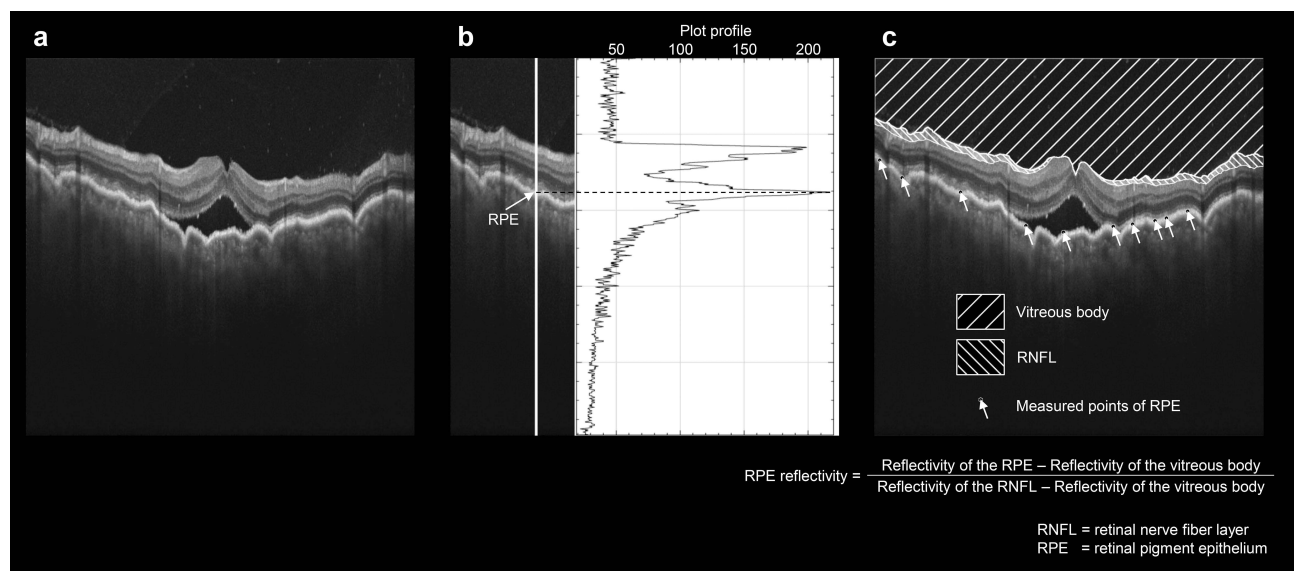 a
b
Plot profile
50 100 150 200
RPE
c
Vitreous body
RNFL
Measured points of RPE
RPE reflectivity =
Reflectivity of the RPE – Reflectivity of the vitreous body
Reflectivity of the RNFL – Reflectivity of the vitreous body
RNFL = retinal nerve fiber layer
RPE = retinal pigment epithelium